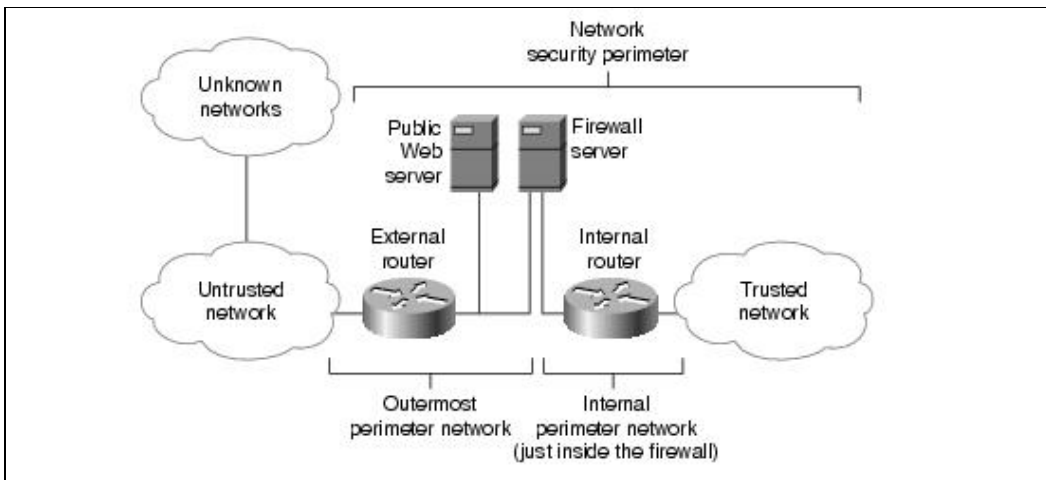 Network
security perimeter
Unknown
networks
Public
Web
server
Firewall
server
External
router
Internal
router
Untrusted
network
Trusted
network
Outermost
perimeter network
Internal
perimeter network
(just inside the firewall)